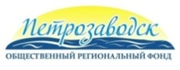 Петрозаводск
ОБЩЕСТВЕННЫЙ РЕГИОНАЛЬНЫЙ ФОНД